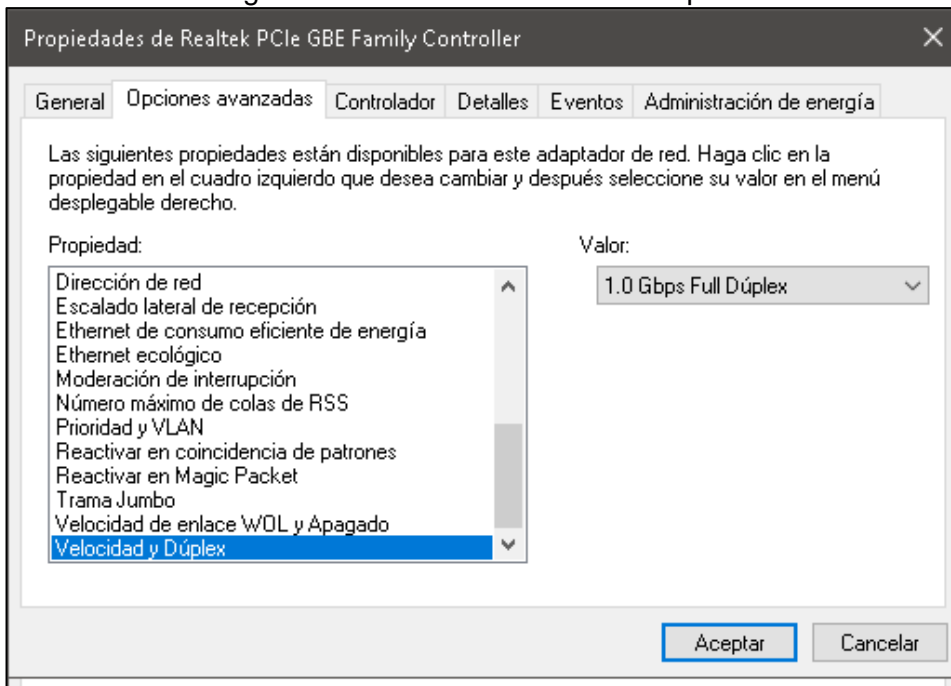 Propiedades de Realtek PCIe GBE Family Controller
General Opciones avanzadas Controlador Detalles Eventos Administración de energía
Las siguientes propiedades están disponibles para este adaptador de red. Haga clic en la
propiedad en el cuadro izquierdo que desea cambiar y después seleccione su valor en el menú
desplegable derecho.
Propiedad:
Valor:
Dirección de red
Escalado lateral de recepción
Ethernet de consumo eficiente de energía
Ethernet ecológico
Moderación de interrupción
Número máximo de colas de RSS
Prioridad y VLAN
Reactivar en coincidencia de patrones
Reactivar en Magic Packet
Trama Jumbo
Velocidad de enlace WOL y Apagado
Velocidad y Dúplex
1.0 Gbps Full Dúplex
Aceptar Cancelar